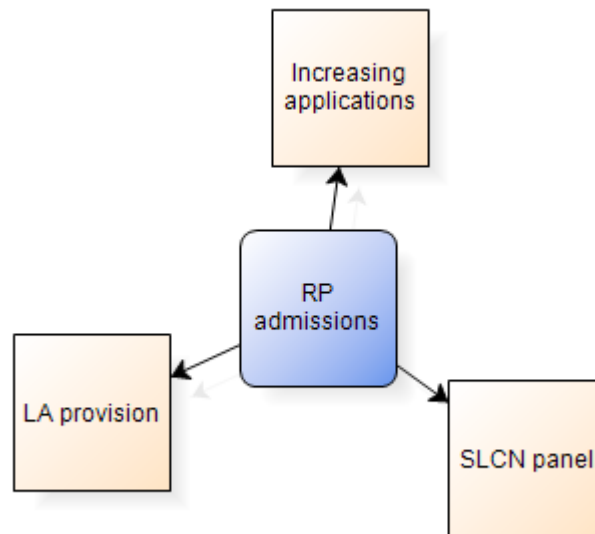 Increasing
applications
RP
admissions
LA provision
SLCN panel